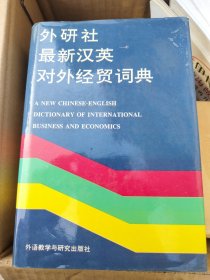 外研社
最新汉英
对外经贸词典
A NEW CHINESE-ENGLISH
DICTIONARY OF INTERNATIONAL
BUSINESS AND ECONOMICS
外语教学与研究出版社